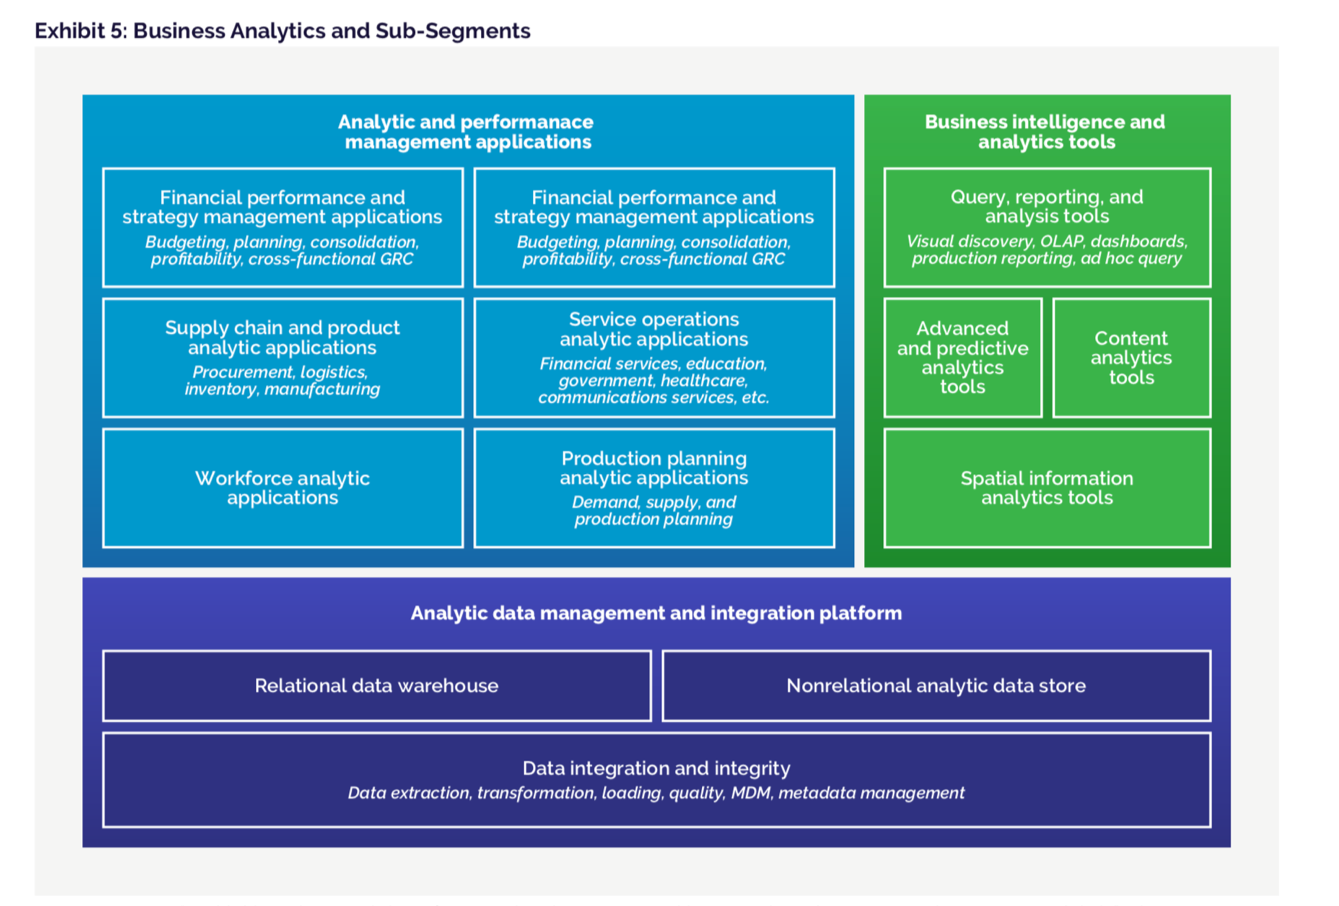 Exhibit 5: Business Analytics and Sub-Segments
Analytic and performanace
management applications
Financial performance and
strategy management applications
Budgeting, planning, consolidation,
profitability, cross-functional GRC
Financial performance and
strategy management applications
Budgeting, planning, consolidation,
profitability, cross-functional GRC
Supply chain and product
analytic applications
Procurement, logistics,
inventory, manufacturing
Service operations
analytic applications
Financial services, education,
government, healthcare,
communications services, etc.
Workforce analytic
applications
Production planning
analytic applications
Demand, supply, and
production planning
Business intelligence and
analytics tools
Query, reporting, and
analysis tools
Visual discovery, OLAP, dashboards,
production reporting, ad hoc query
Advanced
and predictive
analytics
tools
Content
analytics
tools
Spatial information
analytics tools
Analytic data management and integration platform
Relational data warehouse
Nonrelational analytic data store
Data integration and integrity
Data extraction, transformation, loading, quality, MDM, metadata management